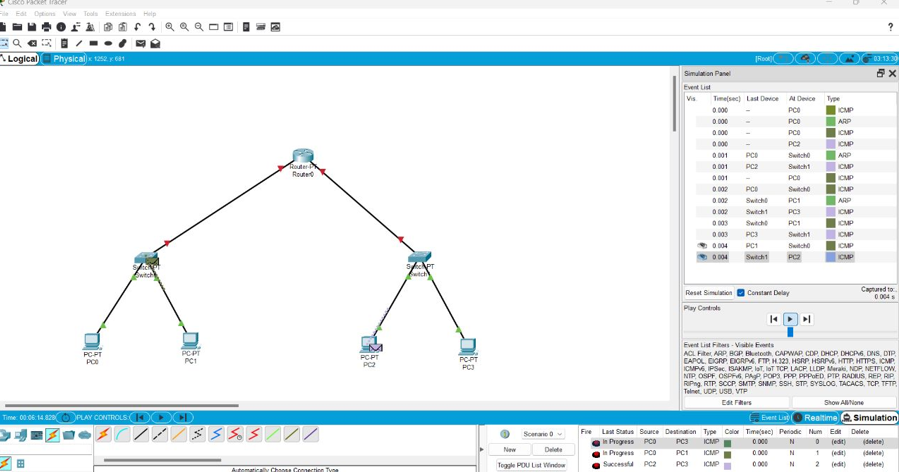 Cisco Packet Tracer
File Edit Options View Tools Extensions Help
?
Logical Physical x: 1252, y: 681 [Root] 03:13:30
Simulation Panel
Event List
Vis. Time(sec) Last Device At Device Type
0.000 -- PC0 ICMP
0.000 -- PC0 ARP
0.000 -- PC0 ICMP
0.000 -- PC2 ICMP
0.001 PC0 Switch0 ARP
0.001 PC2 Switch1 ICMP
0.001 -- PC0 ICMP
0.002 PC0 Switch0 ICMP
0.002 Switch0 PC1 ARP
0.002 Switch1 PC3 ICMP
0.003 Switch0 PC1 ICMP
0.003 PC3 Switch1 ICMP
0.004 PC1 Switch0 ICMP
0.004 Switch1 PC2 ICMP
Router-PT
Router0
Switch-PT
Switch
Switch-PT
Switch
PC-PT
PC0
PC-PT
PC1
PC-PT
PC2
PC-PT
PC3
Reset Simulation Constant Delay Captured to:
0.004 s
Play Controls
Event List Filters - Visible Events
ACL Filter, ARP, BGP, Bluetooth, CAPWAP, CDP, DHCP, DHCPv6, DNS, DTP,
EAPOL, EIGRP, EIGRPv6, FTP, H.323, HSRP, HSRPv6, HTTP, HTTPS, ICMP,
ICMPv6, IPSec, ISAKMP, IoT, IoT TCP, LACP, LLDP, Meraki, NDP, NETFLOW,
NTP, OSPF, OSPFv6, PAgP, POP3, PPP, PPPoED, PTP, RADIUS, REP, RIP,
RIPng, RTP, SCCP, SMTP, SNMP, SSH, STP, SYSLOG, TACACS, TCP, TFTP,
Telnet, UDP, USB, VTP
Edit Filters Show All/None
Time: 00:06:14.828 PLAY CONTROLS: Event List Realtime Simulation
Scenario 0
New Delete
Toggle PDU List Window
Fire Last Status Source Destination Type Color Time(sec) Periodic Num Edit Delete
In Progress PC0 PC3 ICMP 0.000 N 0 (edit) (delete)
In Progress PC0 PC1 ICMP 0.000 N 1 (edit) (delete)
Successful PC2 PC3 ICMP 0.000 N 2 (edit) (delete)
Automatically Choose Connection Type